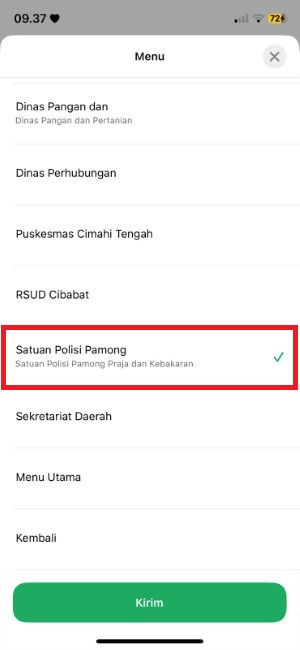 09.37
72
Menu
Dinas Pangan dan
Dinas Pangan dan Pertanian
Dinas Perhubungan
Puskesmas Cimahi Tengah
RSUD Cibabat
Satuan Polisi Pamong
Satuan Polisi Pamong Praja dan Kebakaran
Sekretariat Daerah
Menu Utama
Kembali
Kirim